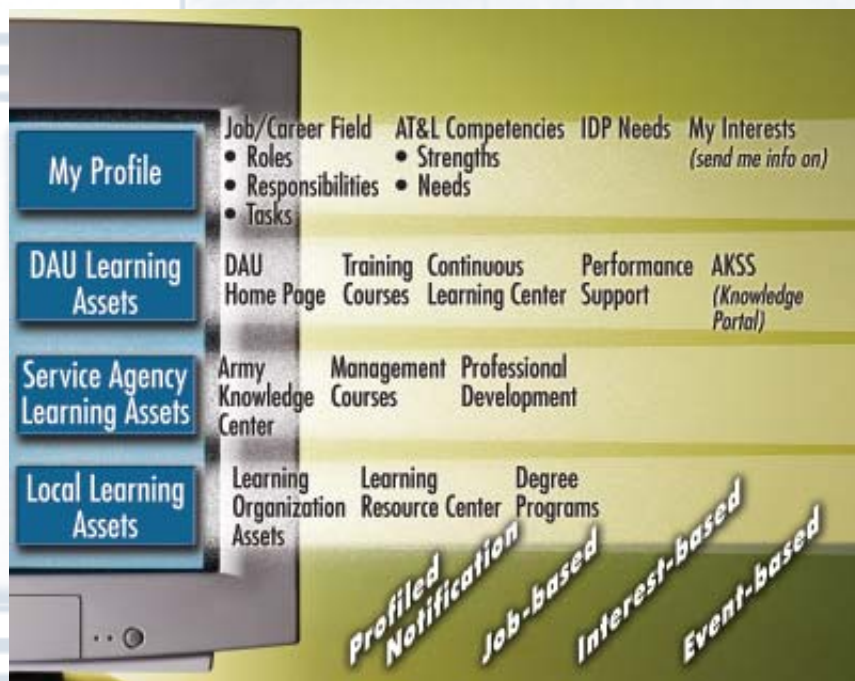 My Profile
Job/Career Field
• Roles
• Responsibilities
• Tasks
AT&L Competencies
• Strengths
• Needs
IDP Needs
My Interests
(send me info on)
DAU Learning
Assets
DAU
Home Page
Training
Courses
Continuous
Learning Center
Performance
Support
AKSS
(Knowledge
Portal)
Service Agency
Learning Assets
Army
Knowledge
Center
Management
Courses
Professional
Development
Local Learning
Assets
Learning
Organization
Assets
Learning
Resource Center
Degree
Programs
Profiled
Notification
Job-based
Interest-based
Event-based